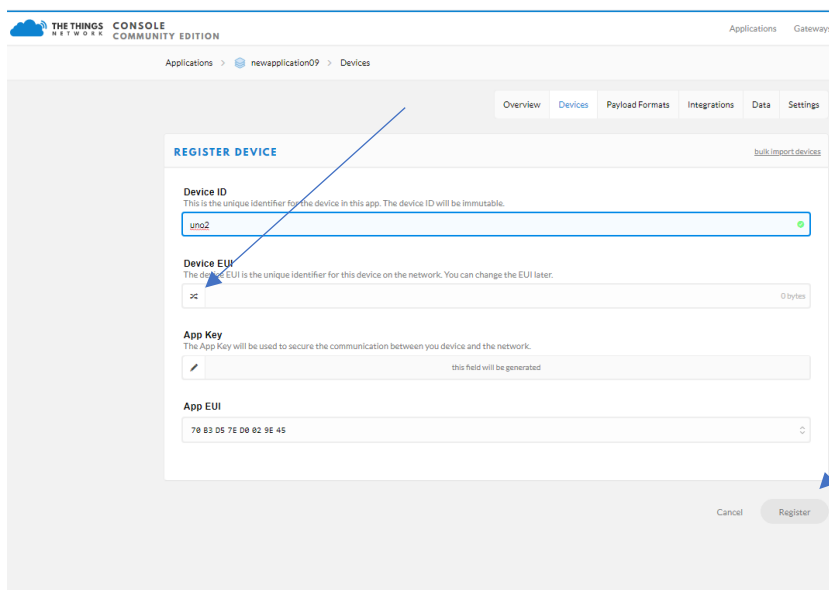 THE THINGS NETWORK CONSOLE COMMUNITY EDITION
Applications Gateways
Applications > newapplication09 > Devices
Overview Devices Payload Formats Integrations Data Settings
REGISTER DEVICE bulk import devices
Device ID
This is the unique identifier for the device in this app. The device ID will be immutable.
uno2
Device EUI
The device EUI is the unique identifier for this device on the network. You can change the EUI later.
0 bytes
App Key
The App Key will be used to secure the communication between you device and the network.
this field will be generated
App EUI
70 B3 D5 7E D0 02 9E 45
Cancel Register